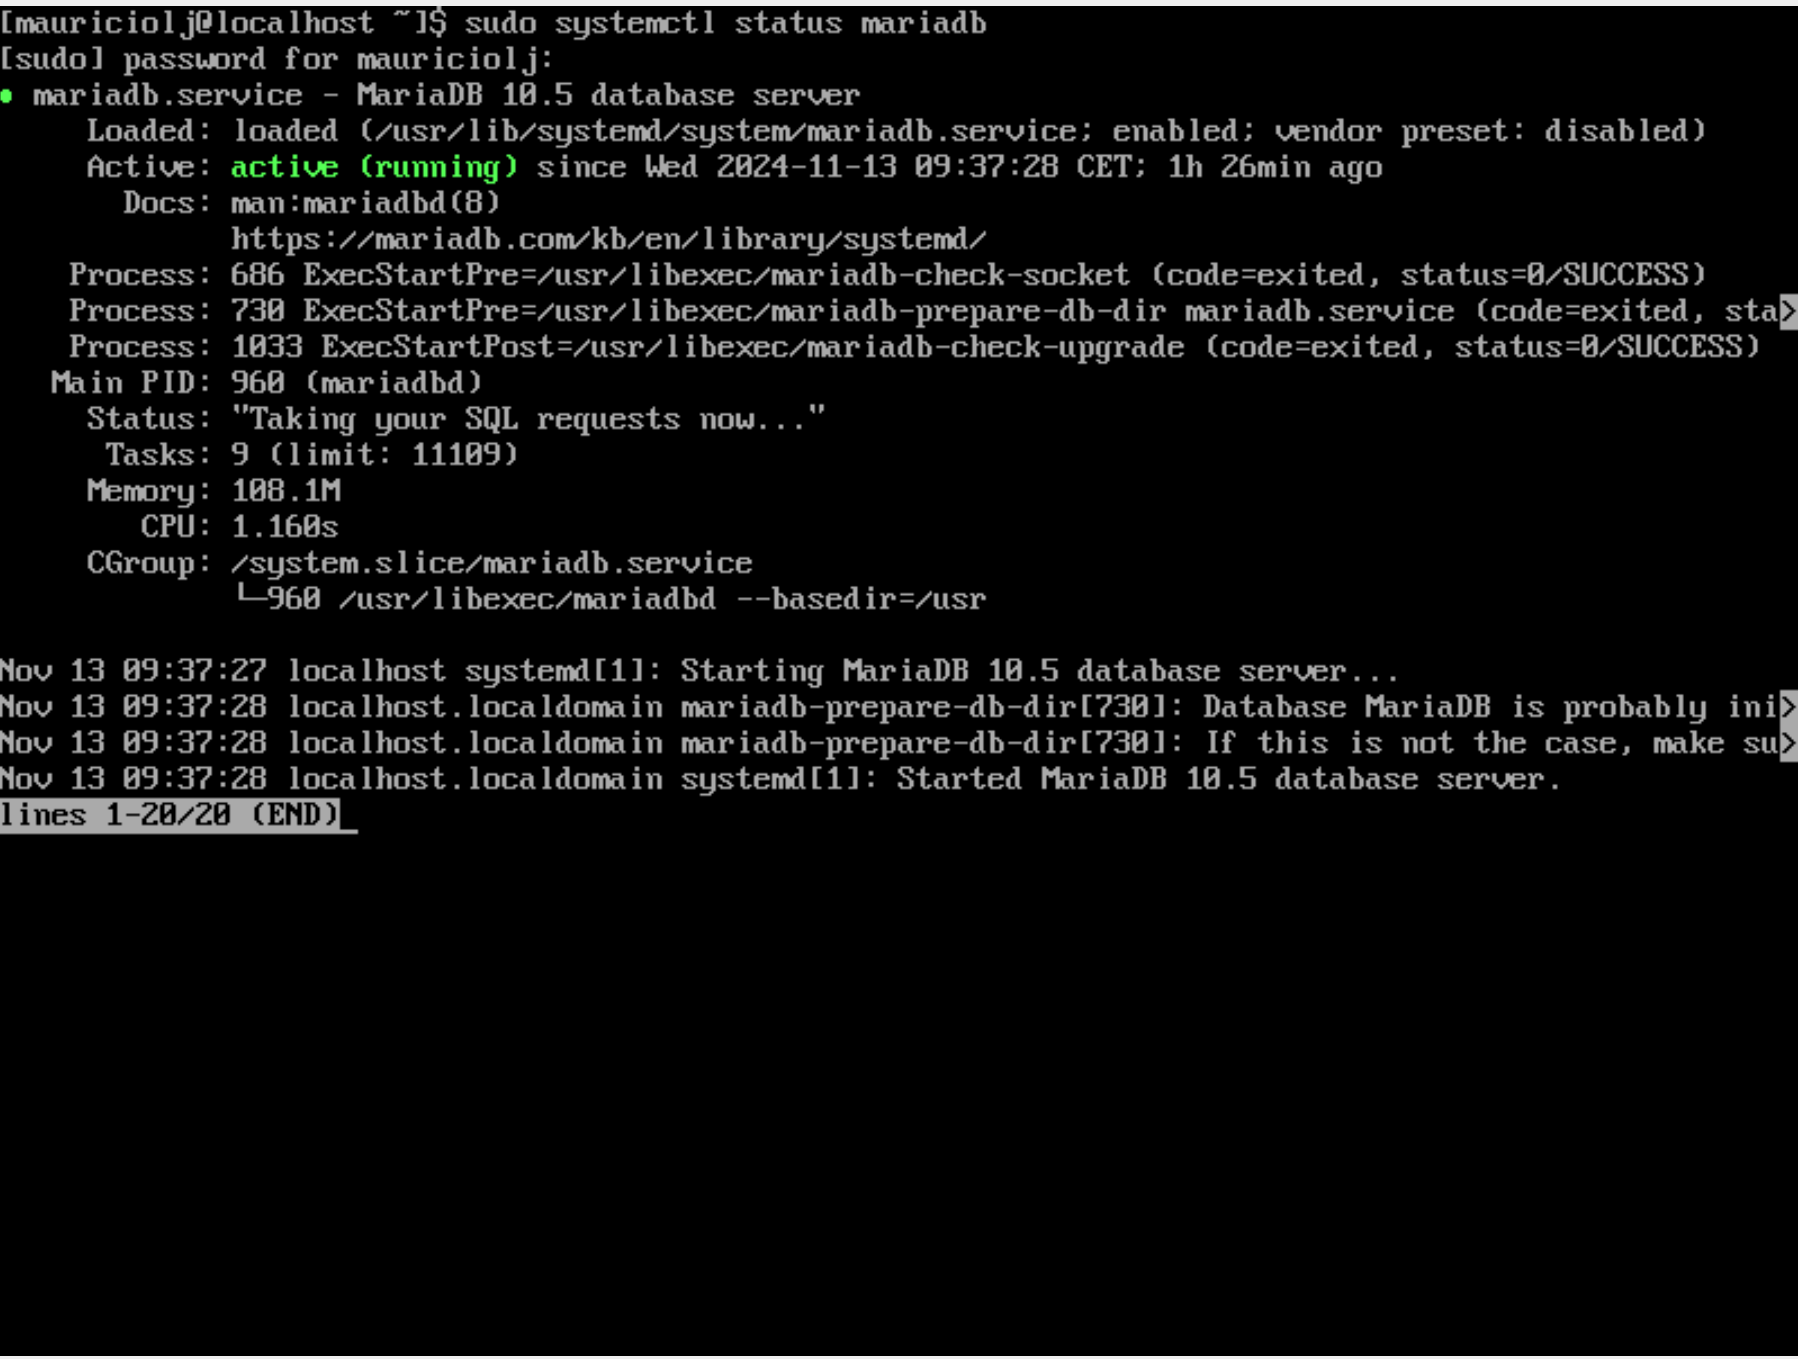 [mauriciolj@localhost ~]$ sudo systemctl status mariadb
[sudo] password for mauriciolj:
● mariadb.service - MariaDB 10.5 database server
     Loaded: loaded (/usr/lib/systemd/system/mariadb.service; enabled; vendor preset: disabled)
     Active: active (running) since Wed 2024-11-13 09:37:28 CET; 1h 26min ago
       Docs: man:mariadbd(8)
             https://mariadb.com/kb/en/library/systemd/
    Process: 686 ExecStartPre=/usr/libexec/mariadb-check-socket (code=exited, status=0/SUCCESS)
    Process: 730 ExecStartPre=/usr/libexec/mariadb-prepare-db-dir mariadb.service (code=exited, sta>
    Process: 1033 ExecStartPost=/usr/libexec/mariadb-check-upgrade (code=exited, status=0/SUCCESS)
   Main PID: 960 (mariadbd)
     Status: "Taking your SQL requests now..."
      Tasks: 9 (limit: 11109)
     Memory: 108.1M
        CPU: 1.160s
     CGroup: /system.slice/mariadb.service
             └─960 /usr/libexec/mariadbd --basedir=/usr

Nov 13 09:37:27 localhost systemd[1]: Starting MariaDB 10.5 database server...
Nov 13 09:37:28 localhost.localdomain mariadb-prepare-db-dir[730]: Database MariaDB is probably ini>
Nov 13 09:37:28 localhost.localdomain mariadb-prepare-db-dir[730]: If this is not the case, make su>
Nov 13 09:37:28 localhost.localdomain systemd[1]: Started MariaDB 10.5 database server.
lines 1-20/20 (END)